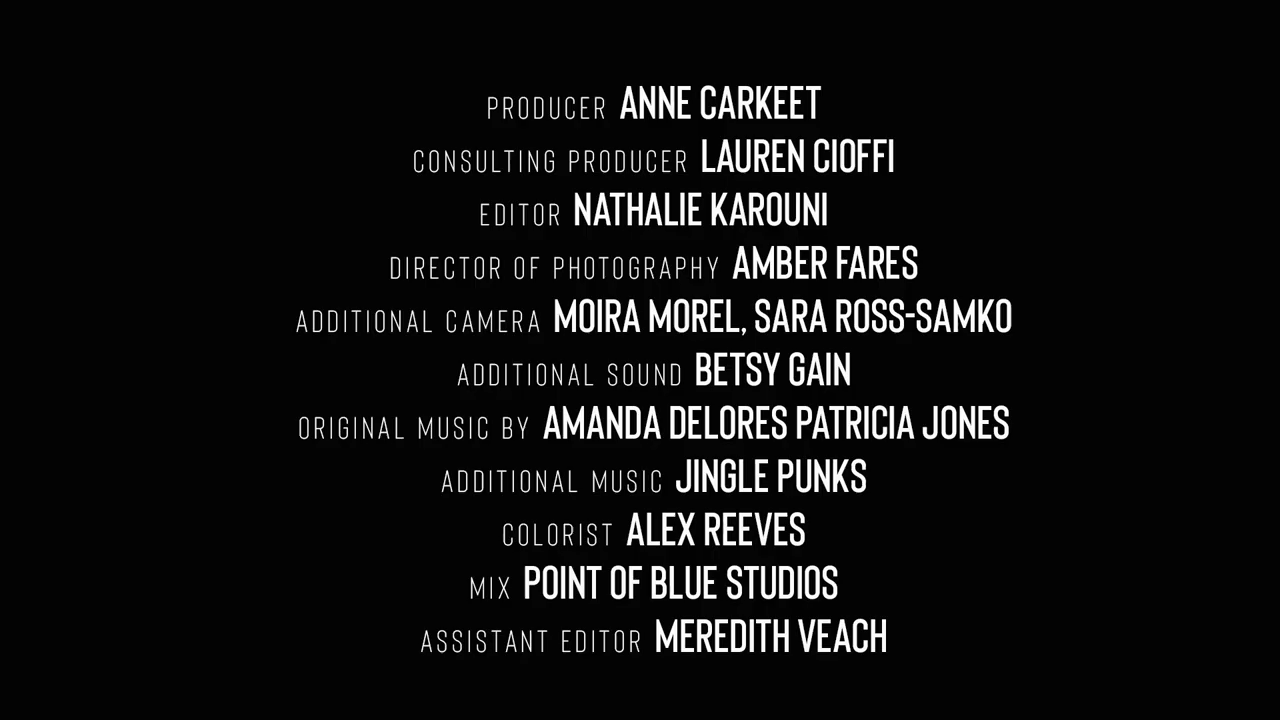 PRODUCER ANNE CARKEET
CONSULTING PRODUCER LAUREN CIOFFI
EDITOR NATHALIE KAROUNI
DIRECTOR OF PHOTOGRAPHY AMBER FARES
ADDITIONAL CAMERA MOIRA MOREL, SARA ROSS-SAMKO
ADDITIONAL SOUND BETSY GAIN
ORIGINAL MUSIC BY AMANDA DELORES PATRICIA JONES
ADDITIONAL MUSIC JINGLE PUNKS
COLORIST ALEX REEVES
MIX POINT OF BLUE STUDIOS
ASSISTANT EDITOR MEREDITH VEACH